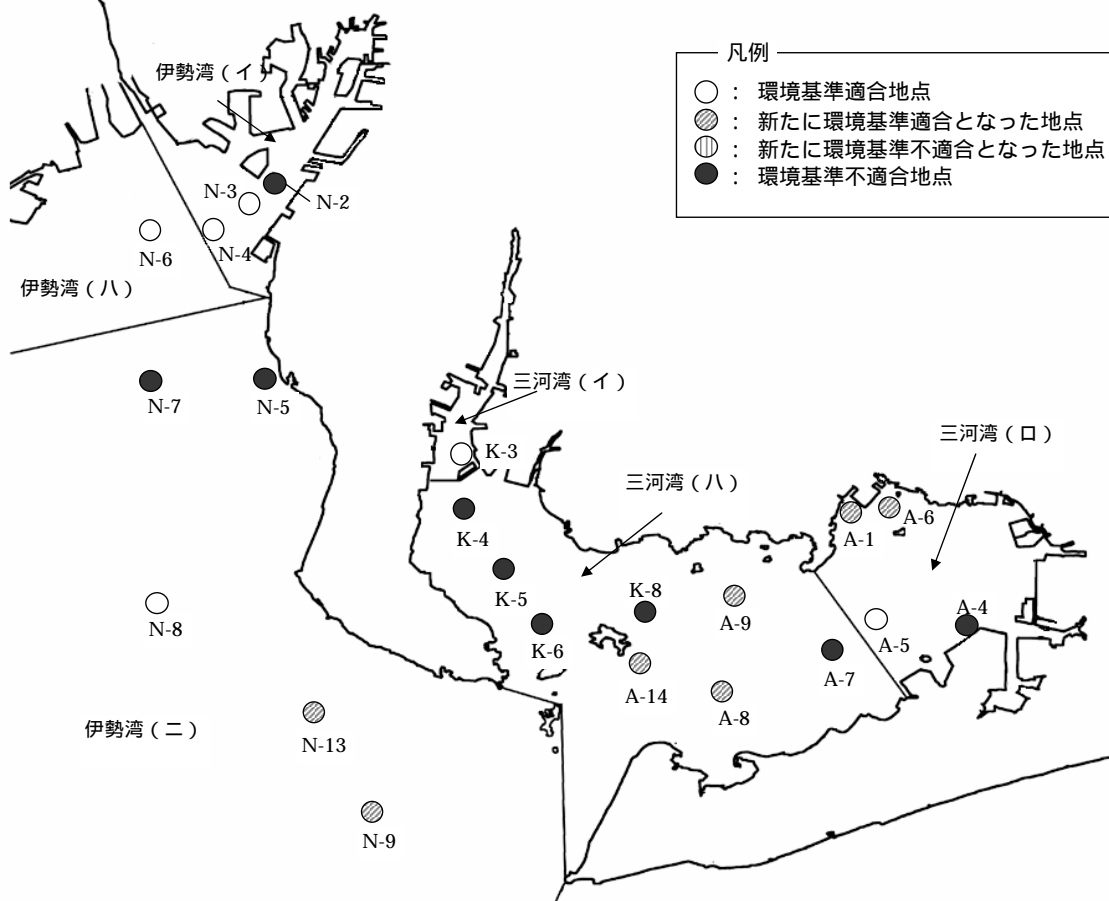 凡例
○ : 環境基準適合地点
: 新たに環境基準適合となった地点
: 新たに環境基準不適合となった地点
● : 環境基準不適合地点
伊勢湾(イ)
N-3
N-2
N-4
N-6
伊勢湾(ハ)
N-7
N-5
三河湾(イ)
K-3
三河湾(ロ)
三河湾(ハ)
A-6
A-1
K-4
K-5
K-8
A-9
A-4
N-8
K-6
A-5
A-7
A-14
A-8
伊勢湾(ニ)
N-13
N-9